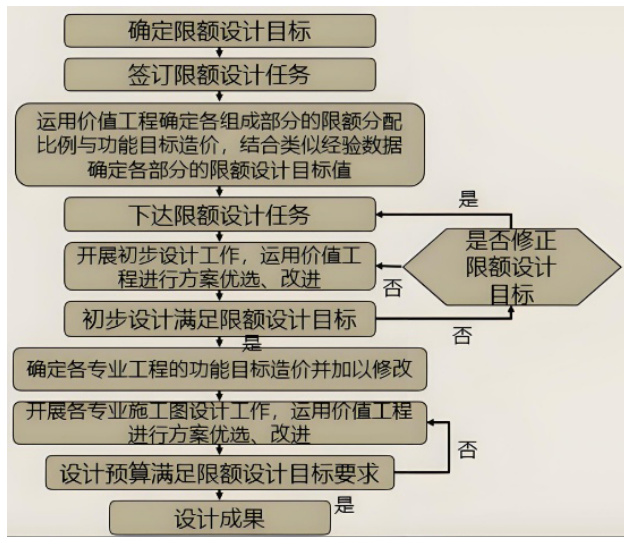 确定限额设计目标
签订限额设计任务
运用价值工程确定各组成部分的限额分配
比例与功能目标造价，结合类似经验数据
确定各部分的限额设计目标值
下达限额设计任务
是
开展初步设计工作，运用价值工
程进行方案优选、改进
否
是否修正
限额设计
目标
初步设计满足限额设计目标
否
是
确定各专业工程的功能目标造价并加以修改
开展各专业施工图设计工作，运用价值工程
进行方案优选、改进
否
设计预算满足限额设计目标要求
是
设计成果